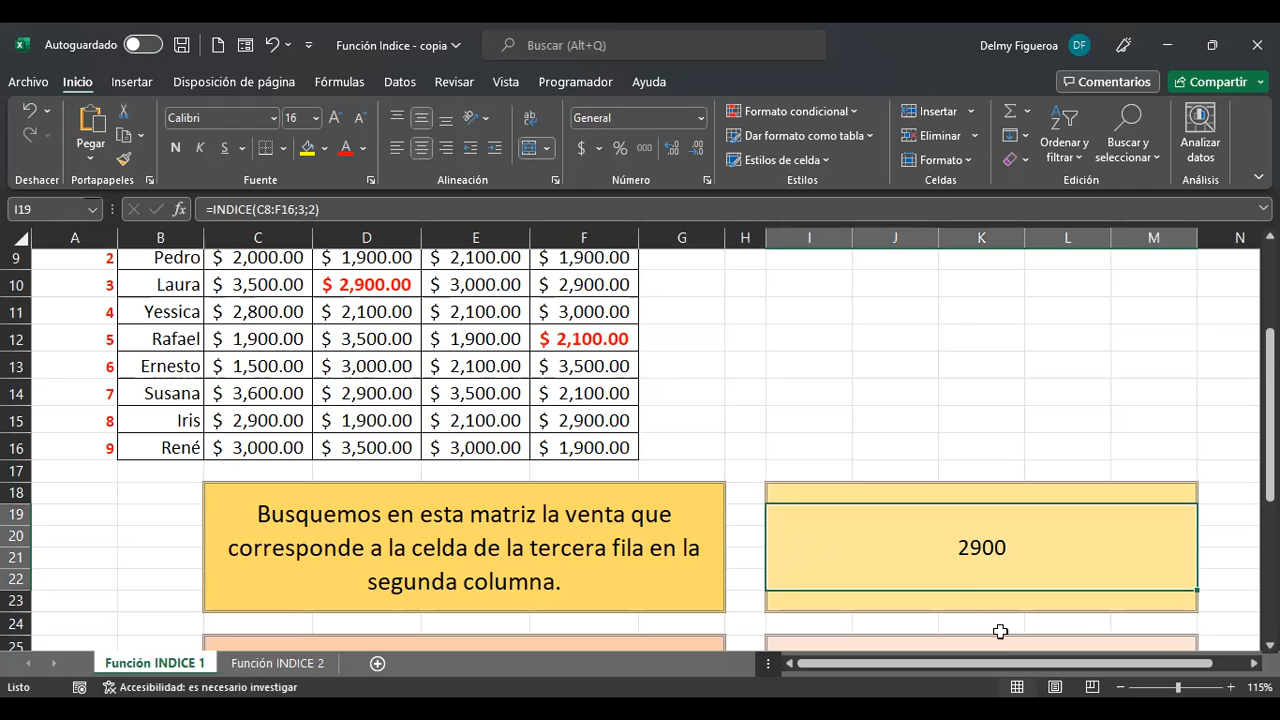 Autoguardado
Función Indice - copia
Buscar (Alt+Q)
Delmy Figueroa
DF
Archivo Inicio Insertar Disposición de página Fórmulas Datos Revisar Vista Programador Ayuda
Comentarios
Compartir
Pegar
Calibri
16
N K S
General
$ % 000
Formato condicional
Dar formato como tabla
Estilos de celda
Insertar
Eliminar
Formato
Ordenar y
filtrar
Buscar y
seleccionar
Analizar
datos
Deshacer Portapapeles Fuente Alineación Número Estilos Celdas Edición Análisis
I19
fx
=INDICE(C8:F16;3;2)
A B C D E F G H I J K L M N
9 2 Pedro $ 2,000.00 $ 1,900.00 $ 2,100.00 $ 1,900.00
10 3 Laura $ 3,500.00 $ 2,900.00 $ 3,000.00 $ 2,900.00
11 4 Yessica $ 2,800.00 $ 2,100.00 $ 2,100.00 $ 3,000.00
12 5 Rafael $ 1,900.00 $ 3,500.00 $ 1,900.00 $ 2,100.00
13 6 Ernesto $ 1,500.00 $ 3,000.00 $ 2,100.00 $ 3,500.00
14 7 Susana $ 3,600.00 $ 2,900.00 $ 3,500.00 $ 2,100.00
15 8 Iris $ 2,900.00 $ 1,900.00 $ 2,100.00 $ 2,900.00
16 9 René $ 3,000.00 $ 3,500.00 $ 3,000.00 $ 1,900.00
17
18
19
20
21
22
23
24
25
Busquemos en esta matriz la venta que
corresponde a la celda de la tercera fila en la
segunda columna.
2900
Función INDICE 1
Función INDICE 2
Listo
Accesibilidad: es necesario investigar
115%